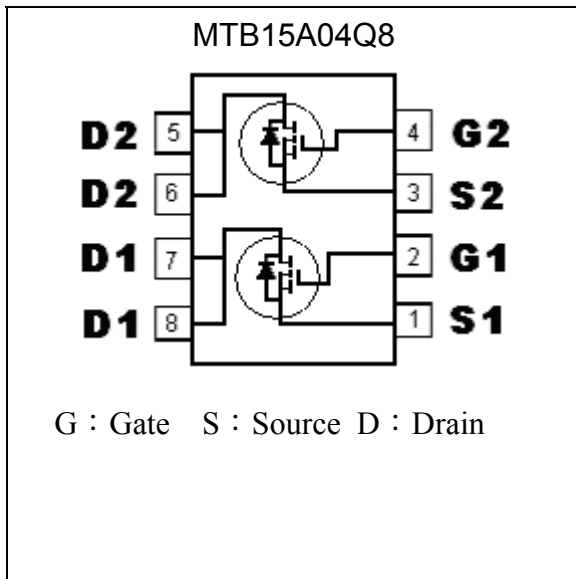 MTB15A04Q8
D2 5 4 G2
D2 6 3 S2
D1 7 2 G1
D1 8 1 S1
G：Gate S：Source D：Drain